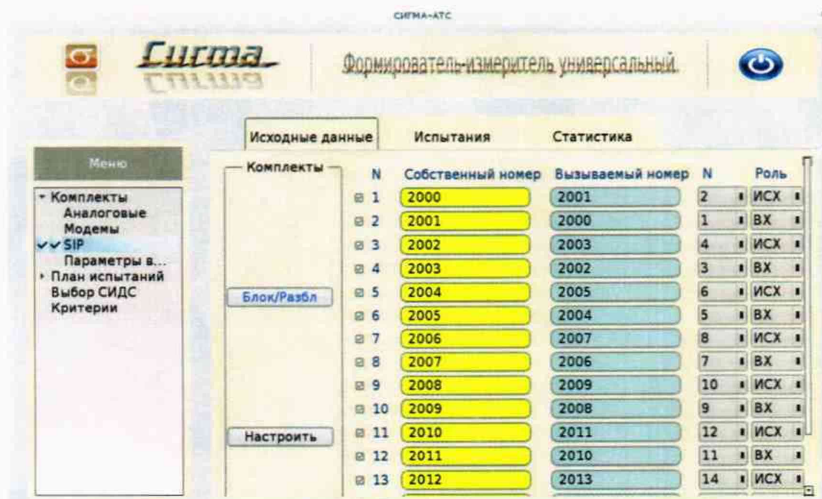 СИГМА-АТС
Сигма
Формирователь-измеритель универсальный
Исходные данные Испытания Статистика
Меню
Комплекты
Аналоговые
Модемы
SIP
Параметры в...
План испытаний
Выбор СИДС
Критерии
Комплекты
Блок/Разбл
Настроить
N Собственный номер Вызываемый номер N Роль
1 2000 2001 2 ИСХ
2 2001 2000 1 ВХ
3 2002 2003 4 ИСХ
4 2003 2002 3 ВХ
5 2004 2005 6 ИСХ
6 2005 2004 5 ВХ
7 2006 2007 8 ИСХ
8 2007 2006 7 ВХ
9 2008 2009 10 ИСХ
10 2009 2008 9 ВХ
11 2010 2011 12 ИСХ
12 2011 2010 11 ВХ
13 2012 2013 14 ИСХ